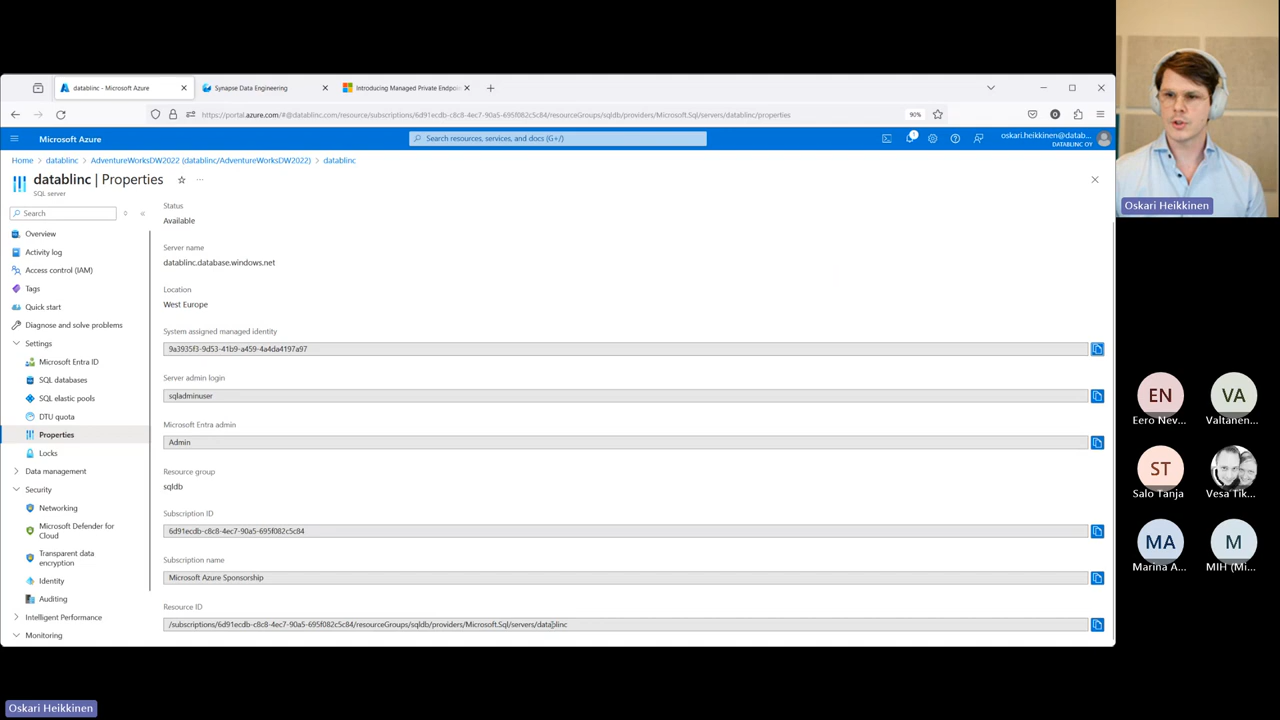 datablinc - Microsoft Azure
Synapse Data Engineering
Introducing Managed Private Endpoin
https://portal.azure.com/#@datablinc.com/resource/subscriptions/6d91ecdb-c8c8-4ec7-90a5-695f082c5c84/resourceGroups/sqldb/providers/Microsoft.Sql/servers/datablinc/properties
90%
Microsoft Azure
Search resources, services, and docs (G+/)
1
oskari.heikkinen@datab...
DATABLINC OY
Home > datablinc > AdventureWorksDW2022 (datablinc/AdventureWorksDW2022) > datablinc
datablinc | Properties
SQL server
Search
Overview
Activity log
Access control (IAM)
Tags
Quick start
Diagnose and solve problems
Settings
Microsoft Entra ID
SQL databases
SQL elastic pools
DTU quota
Properties
Locks
Data management
Security
Networking
Microsoft Defender for
Cloud
Transparent data
encryption
Identity
Auditing
Intelligent Performance
Monitoring
Status
Available
Server name
datablinc.database.windows.net
Location
West Europe
System assigned managed identity
9a3935f3-9d53-41b9-a459-4a4da4197a97
Server admin login
sqladminuser
Microsoft Entra admin
Admin
Resource group
sqldb
Subscription ID
6d91ecdb-c8c8-4ec7-90a5-695f082c5c84
Subscription name
Microsoft Azure Sponsorship
Resource ID
/subscriptions/6d91ecdb-c8c8-4ec7-90a5-695f082c5c84/resourceGroups/sqldb/providers/Microsoft.Sql/servers/datablinc
Oskari Heikkinen
EN
VA
Eero Nev...
Valtanen...
ST
Salo Tanja
Vesa Tik...
MA
M
Marina A...
MIH (Mi...
Oskari Heikkinen